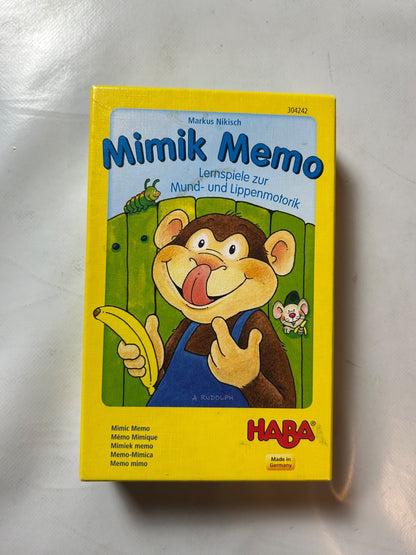 304242
Markus Nikisch
Mimik Memo
Lernspiele zur
Mund- und Lippenmotorik
A RUDOLPH
Mimic Memo
Mémo Mimique
Mimiek memo
Memo-Mimica
Memo mimo
HABA®
Made in
Germany